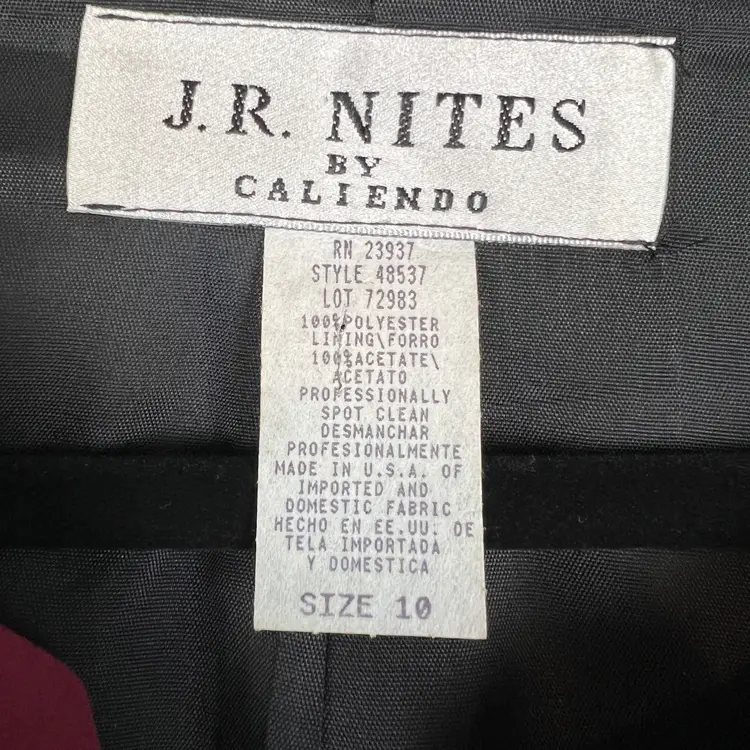 J.R. NITES
BY
CALIENDO
RN 23937
STYLE 48537
LOT 72983
100%POLYESTER
LINING\FORRO
100%ACETATE\
ACETATO
PROFESSIONALLY
SPOT CLEAN
DESMANCHAR
PROFESIONALMENTE
MADE IN U.S.A. OF
IMPORTED AND
DOMESTIC FABRIC
HECHO EN EE.UU. DE
TELA IMPORTADA
Y DOMESTICA
SIZE 10